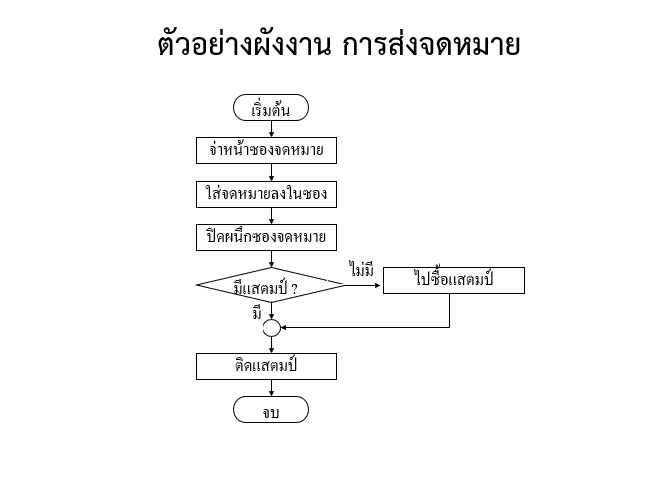 ตัวอย่างผังงาน การส่งจดหมาย
เริ่มต้น
จ่าหน้าซองจดหมาย
ใส่จดหมายลงในซอง
ปิดผนึกซองจดหมาย
มีแสตมป์ ?
ไม่มี
ไปซื้อแสตมป์
มี
ติดแสตมป์
จบ